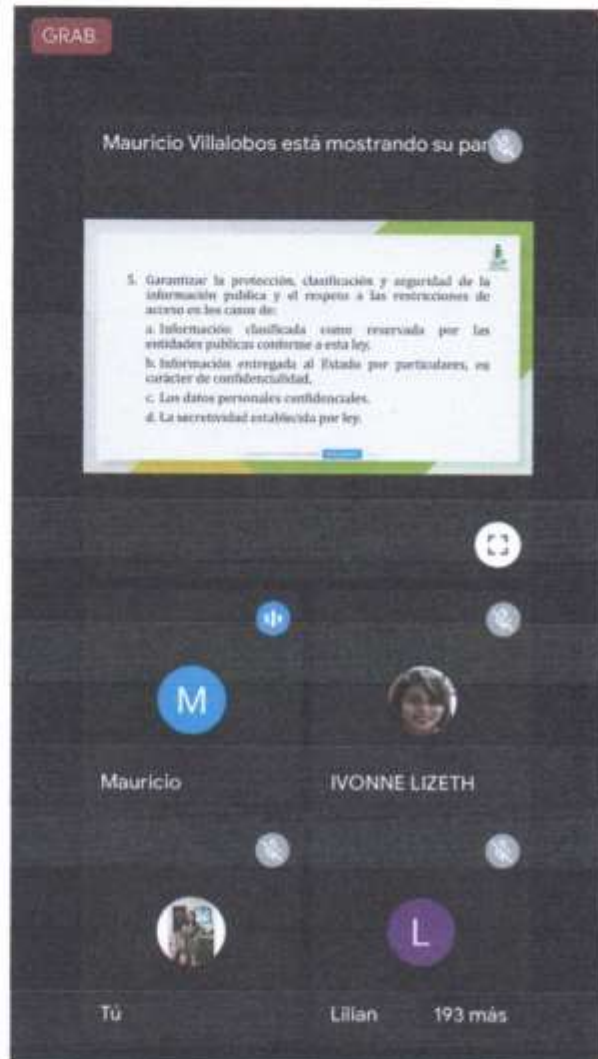 GRAB.
Mauricio Villalobos está mostrando su pan
5. Garantizar la protección, clasificación y seguridad de la
información publica y el respeto a las restricciones de
acceso en los casos de:
a. Información clasificada como reservada por las
entidades públicas conforme a esta ley.
b. Información entregada al Estado por particulares, en
carácter de confidencialidad.
c. Los datos personales confidenciales.
d. La secretividad establecida por ley.
M
Mauricio
IVONNE LIZETH
L
Tú
Lilian 193 más